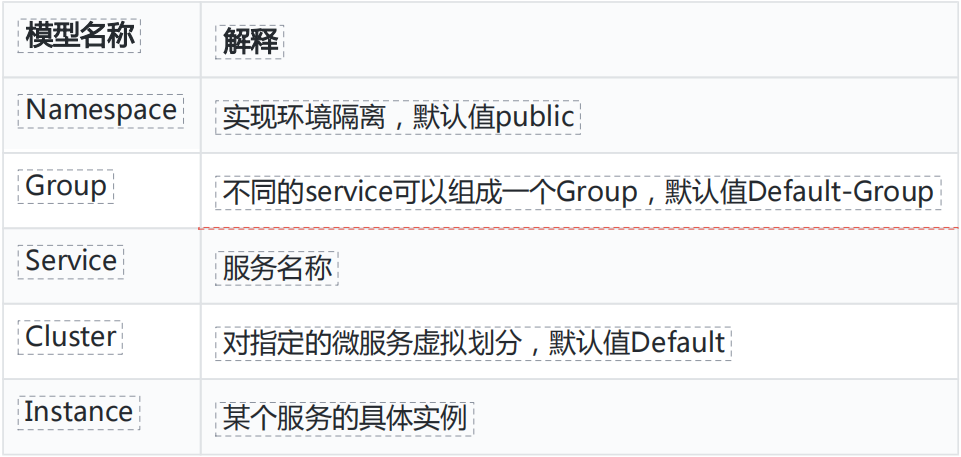 模型名称 解释
Namespace 实现环境隔离，默认值public
Group 不同的service可以组成一个Group，默认值Default-Group
Service 服务名称
Cluster 对指定的微服务虚拟划分，默认值Default
Instance 某个服务的具体实例